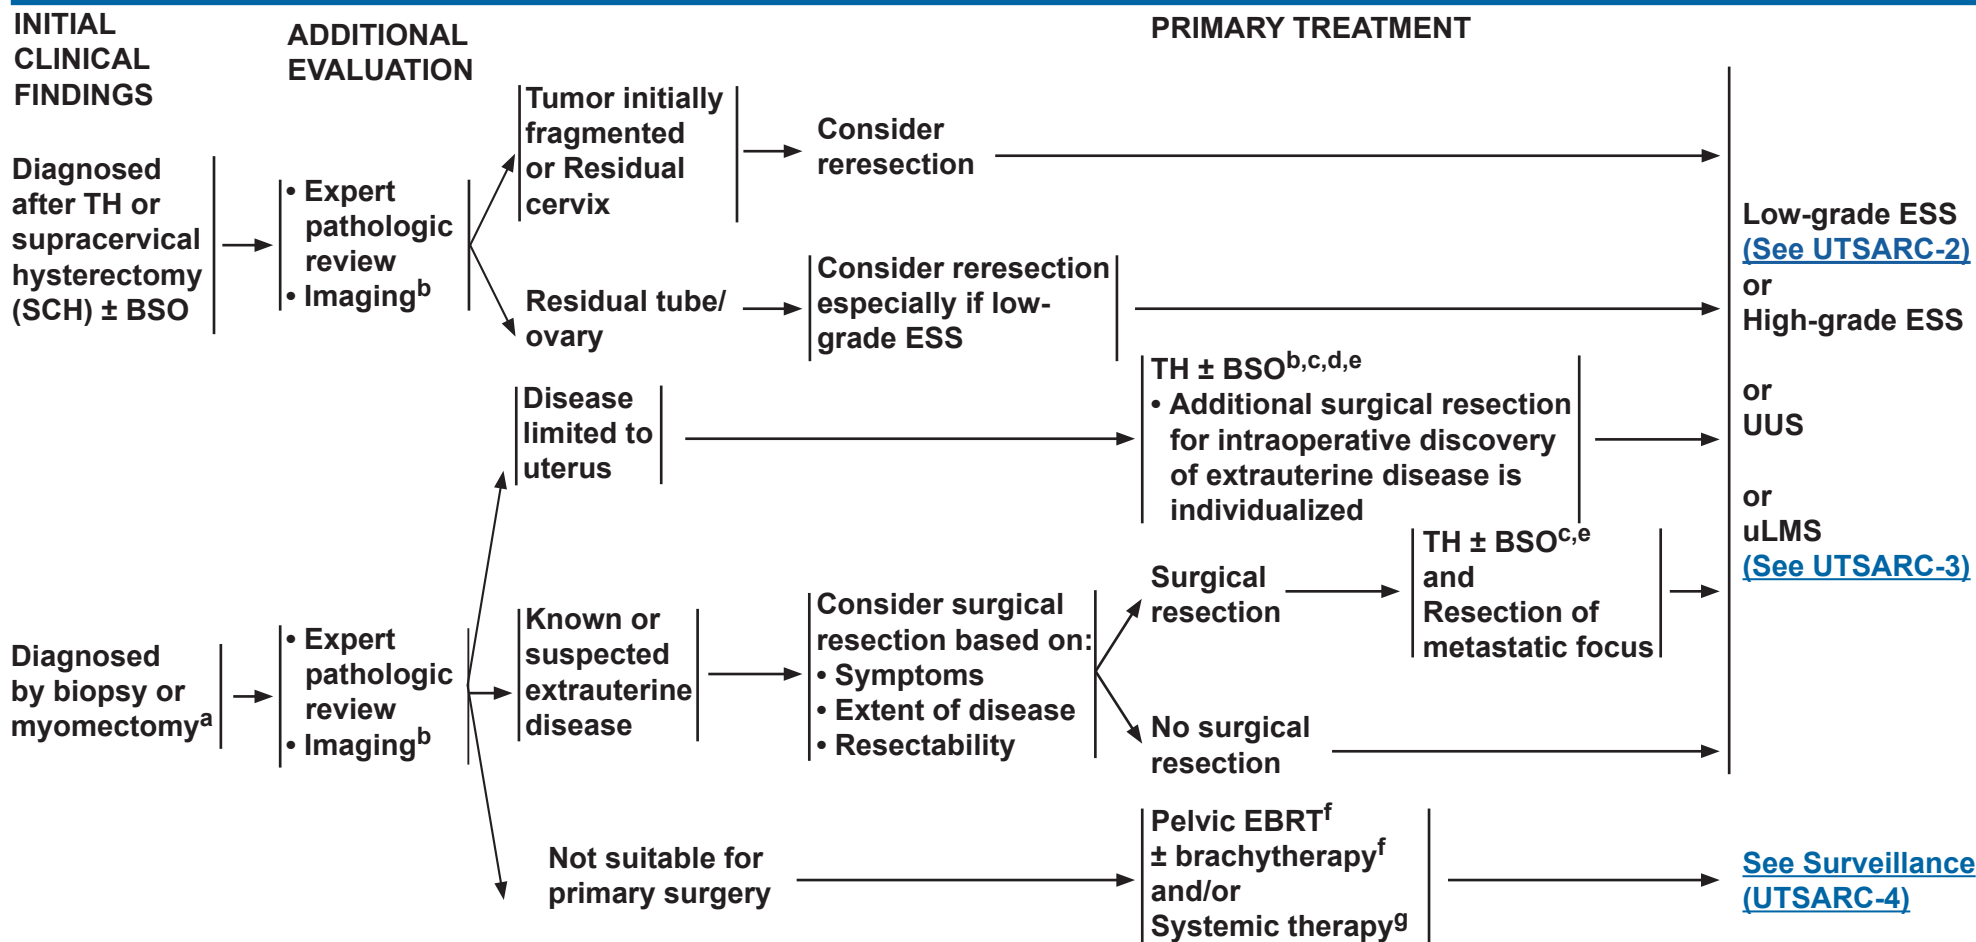 INITIAL
CLINICAL
FINDINGS
ADDITIONAL
EVALUATION
PRIMARY TREATMENT
Diagnosed
after TH or
supracervical
hysterectomy
(SCH) ± BSO
• Expert
pathologic
review
• Imagingb
Tumor initially
fragmented
or Residual
cervix
Consider
reresection
Residual tube/
ovary
Consider reresection
especially if low-
grade ESS
Diagnosed
by biopsy or
myomectomya
• Expert
pathologic
review
• Imagingb
Disease
limited to
uterus
TH ± BSOb,c,d,e
• Additional surgical resection
for intraoperative discovery
of extrauterine disease is
individualized
Known or
suspected
extrauterine
disease
Consider surgical
resection based on:
• Symptoms
• Extent of disease
• Resectability
Surgical
resection
TH ± BSOc,e
and
Resection of
metastatic focus
No surgical
resection
Low-grade ESS
(See UTSARC-2)
or
High-grade ESS
or
UUS
or
uLMS
(See UTSARC-3)
Not suitable for
primary surgery
Pelvic EBRTf
± brachytherapyf
and/or
Systemic therapyg
See Surveillance
(UTSARC-4)